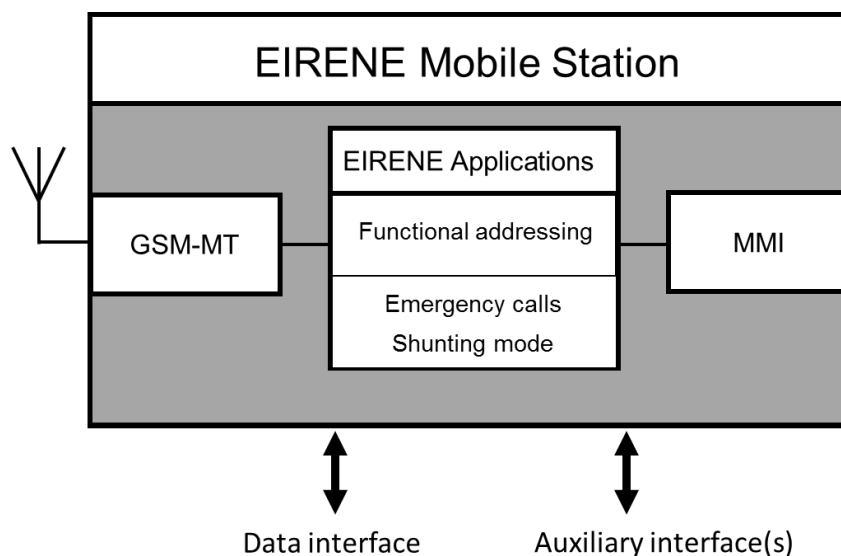 EIRENE Mobile Station
EIRENE Applications
GSM-MT
Functional addressing
MMI
Emergency calls
Shunting mode
Data interface
Auxiliary interface(s)